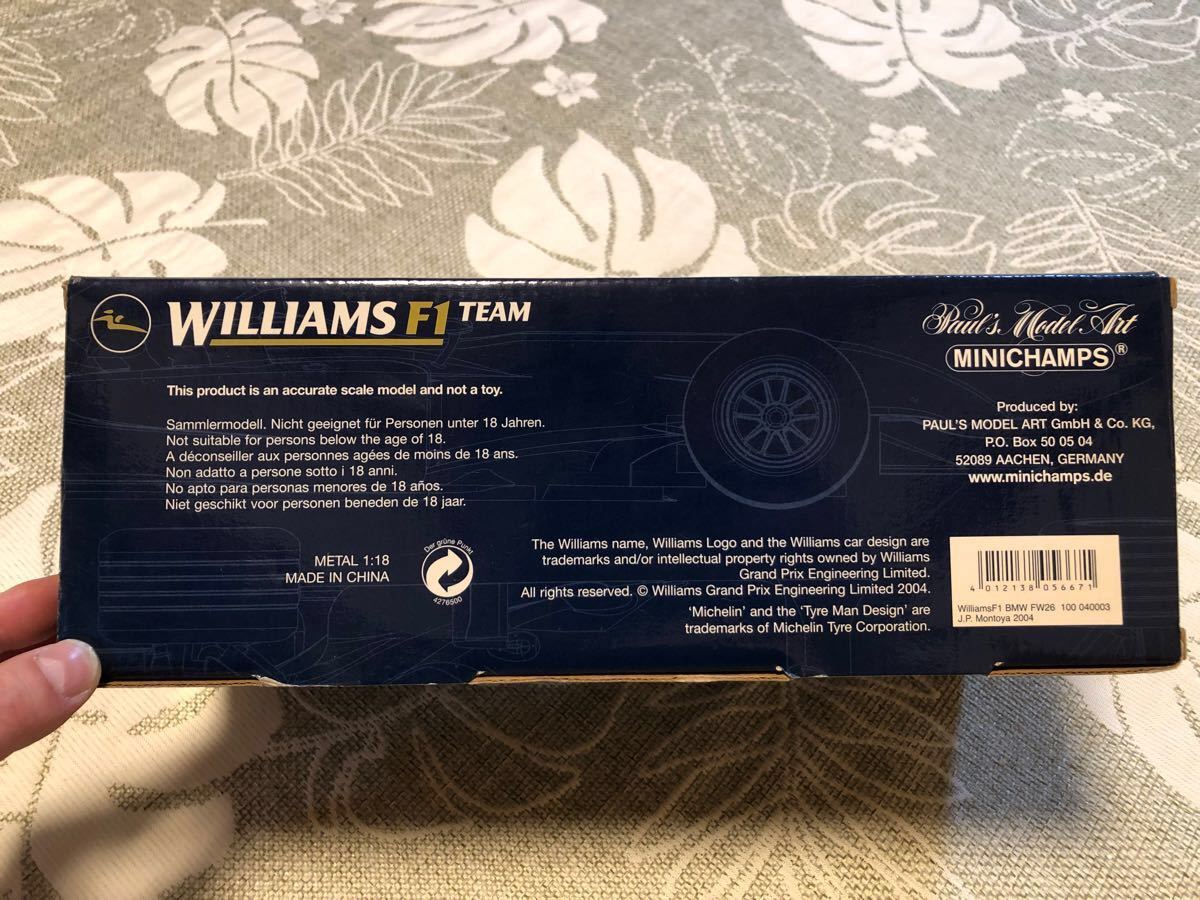 WILLIAMS F1 TEAM
This product is an accurate scale model and not a toy.
Sammlermodell. Nicht geeignet für Personen unter 18 Jahren.
Not suitable for persons below the age of 18.
A déconseiller aux personnes agées de moins de 18 ans.
Non adatto a persone sotto i 18 anni.
No apto para personas menores de 18 años.
Niet geschikt voor personen beneden de 18 jaar.
METAL 1:18
MADE IN CHINA
Der grüne Punkt
4276500
Paul's Model Art
MINICHAMPS®
Produced by:
PAUL'S MODEL ART GmbH & Co. KG,
P.O. Box 50 05 04
52089 AACHEN, GERMANY
www.minichamps.de
The Williams name, Williams Logo and the Williams car design are
trademarks and/or intellectual property rights owned by Williams
Grand Prix Engineering Limited.
All rights reserved. © Williams Grand Prix Engineering Limited 2004.
'Michelin' and the 'Tyre Man Design' are
trademarks of Michelin Tyre Corporation.
4 012138 056671
WilliamsF1 BMW FW26 100 040003
J.P. Montoya 2004